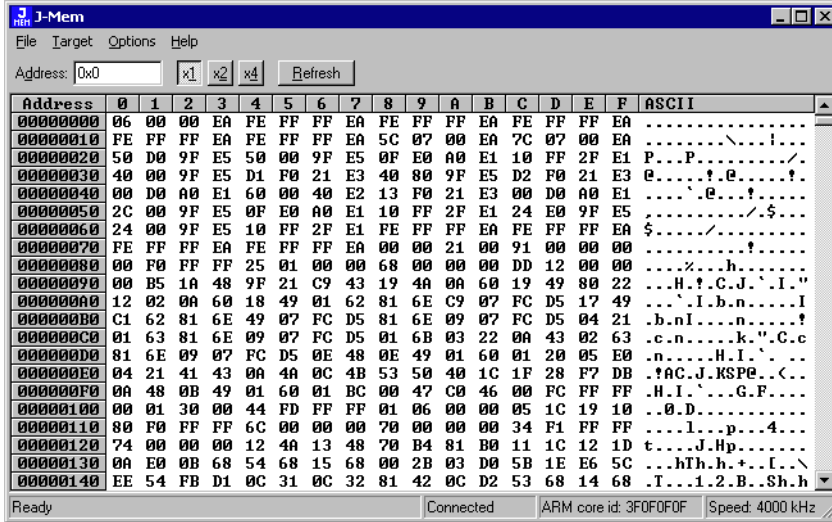 J-Mem
File Target Options Help
Address: 0x0 x1 x2 x4 Refresh
Address 0 1 2 3 4 5 6 7 8 9 A B C D E F ASCII
00000000 06 00 00 EA FE FF FF EA FE FF FF EA FE FF FF EA ................
00000010 FE FF FF EA FE FF FF EA 5C 07 00 EA 7C 07 00 EA ........\...|...
00000020 50 D0 9F E5 50 00 9F E5 0F E0 A0 E1 10 FF 2F E1 P...P........./.
00000030 40 00 9F E5 D1 F0 21 E3 40 80 9F E5 D2 F0 21 E3 @.....!.@.....!.
00000040 00 D0 A0 E1 60 00 40 E2 13 F0 21 E3 00 D0 A0 E1 ....`.@...!.....
00000050 2C 00 9F E5 0F E0 A0 E1 10 FF 2F E1 24 E0 9F E5 ,........./.$...
00000060 24 00 9F E5 10 FF 2F E1 FE FF FF EA FE FF FF EA $...../.........
00000070 FE FF FF EA FE FF FF EA 00 00 21 00 91 00 00 00 ..........!.....
00000080 00 F0 FF FF 25 01 00 00 68 00 00 00 DD 12 00 00 ....%...h.......
00000090 00 B5 1A 48 9F 21 C9 43 19 4A 0A 60 19 49 80 22 ...H.!.C.J.`.I."
000000A0 12 02 0A 60 18 49 01 62 81 6E C9 07 FC D5 17 49 ...`.I.b.n.....I
000000B0 C1 62 81 6E 49 07 FC D5 81 6E 09 07 FC D5 04 21 .b.nI....n.....!
000000C0 01 63 81 6E 09 07 FC D5 01 6B 03 22 0A 43 02 63 .c.n.....k.".C.c
000000D0 81 6E 09 07 FC D5 0E 48 0E 49 01 60 01 20 05 E0 .n.....H.I.`. ..
000000E0 04 21 41 43 0A 4A 0C 4B 53 50 40 1C 1F 28 F7 DB .!AC.J.KSP@..(..
000000F0 0A 48 0B 49 01 60 01 BC 00 47 C0 46 00 FC FF FF .H.I.`...G.F....
00000100 00 01 30 00 44 FD FF FF 01 06 00 00 05 1C 19 10 ..0.D...........
00000110 80 F0 FF FF 6C 00 00 00 70 00 00 00 34 F1 FF FF ....l...p...4...
00000120 74 00 00 00 12 4A 13 48 70 B4 81 B0 11 1C 12 1D t....J.Hp.......
00000130 0A E0 0B 68 54 68 15 68 00 2B 03 D0 5B 1E E6 5C ...hTh.h.+..[..\
00000140 EE 54 FB D1 0C 31 0C 32 81 42 0C D2 53 68 14 68 .T...1.2.B..Sh.h
Ready Connected ARM core id: 3F0F0F0F Speed: 4000 kHz